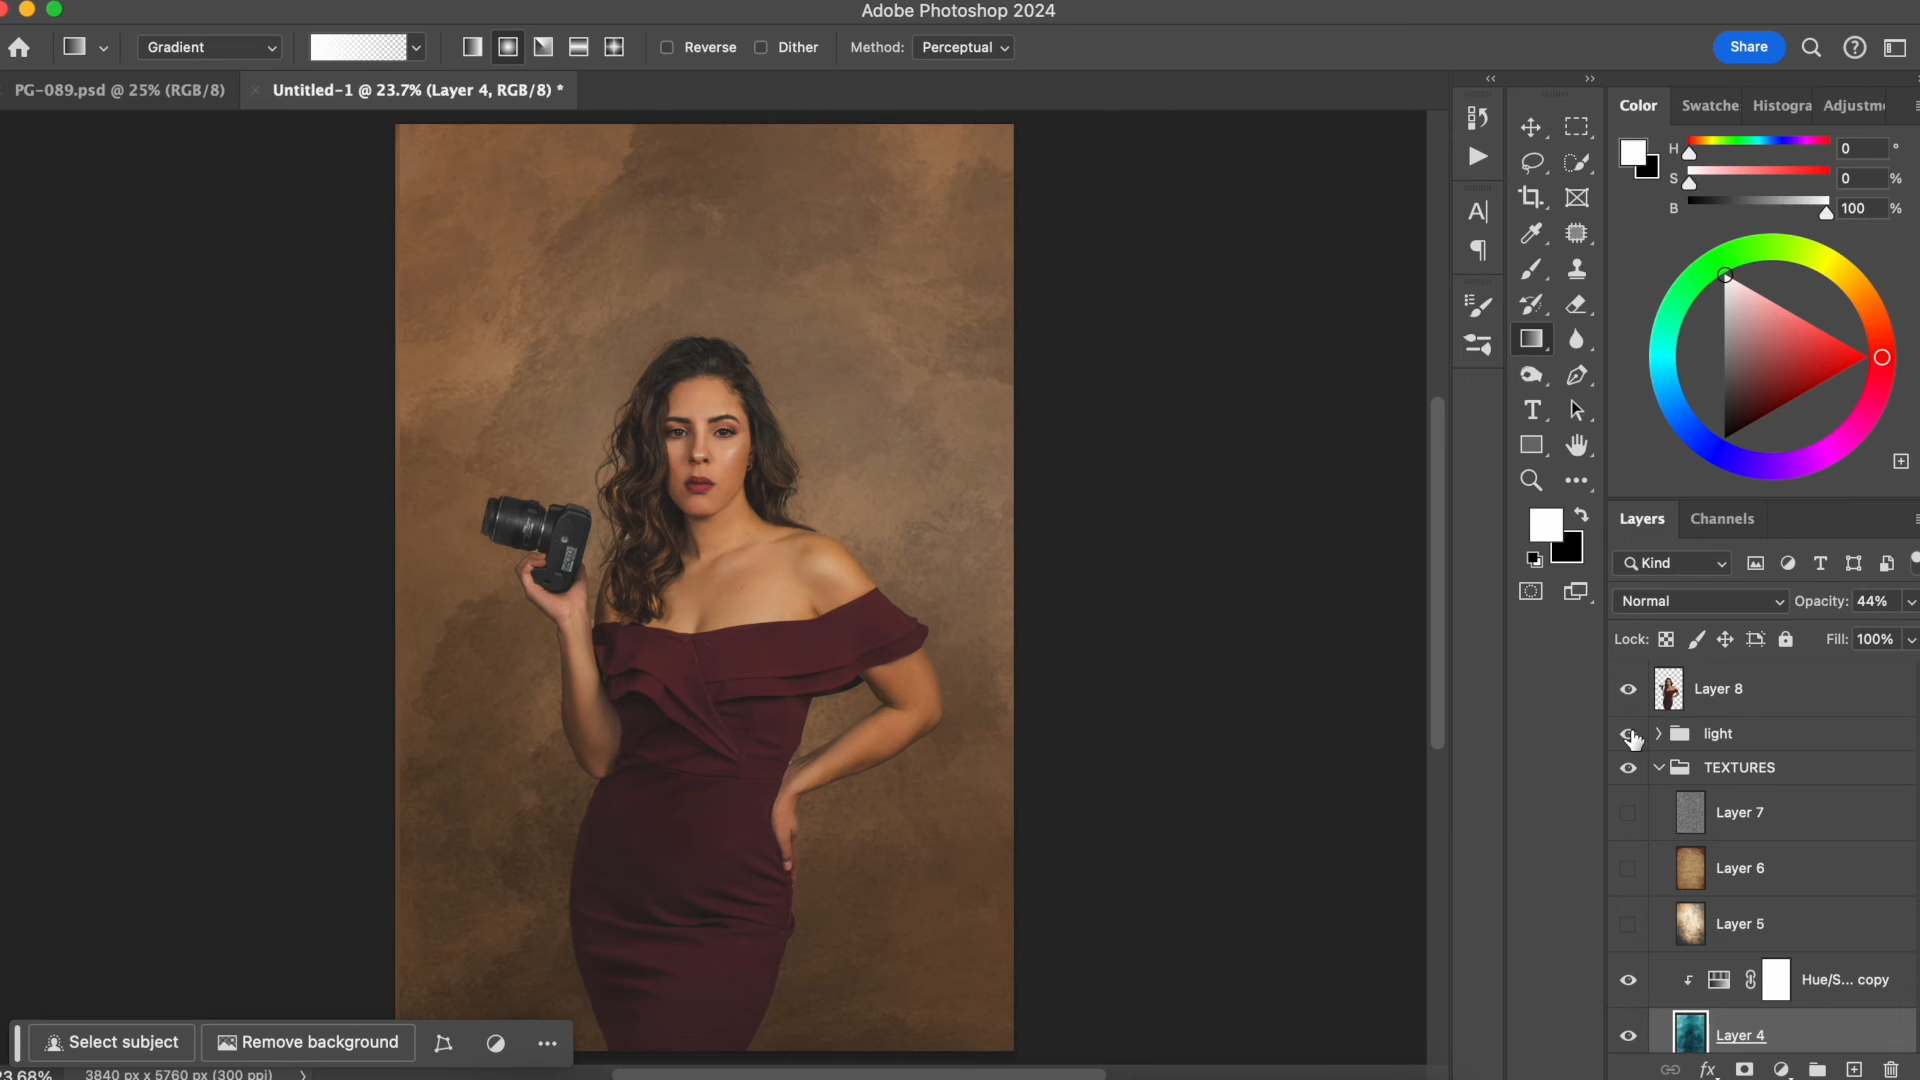 Adobe Photoshop 2024
Gradient
Reverse
Dither
Method:
Perceptual
Share
PG-089.psd @ 25% (RGB/8)
Untitled-1 @ 23.7% (Layer 4, RGB/8) *
Color
Swatche
Histogra
Adjustm
H
0
°
S
0
%
B
100
%
Layers
Channels
Kind
Normal
Opacity: 44%
Lock:
Fill: 100%
Layer 8
light
TEXTURES
Layer 7
Layer 6
Layer 5
Hue/S... copy
Layer 4
Select subject
Remove background
23.68%
3840 px x 5760 px (300 ppi)
fx